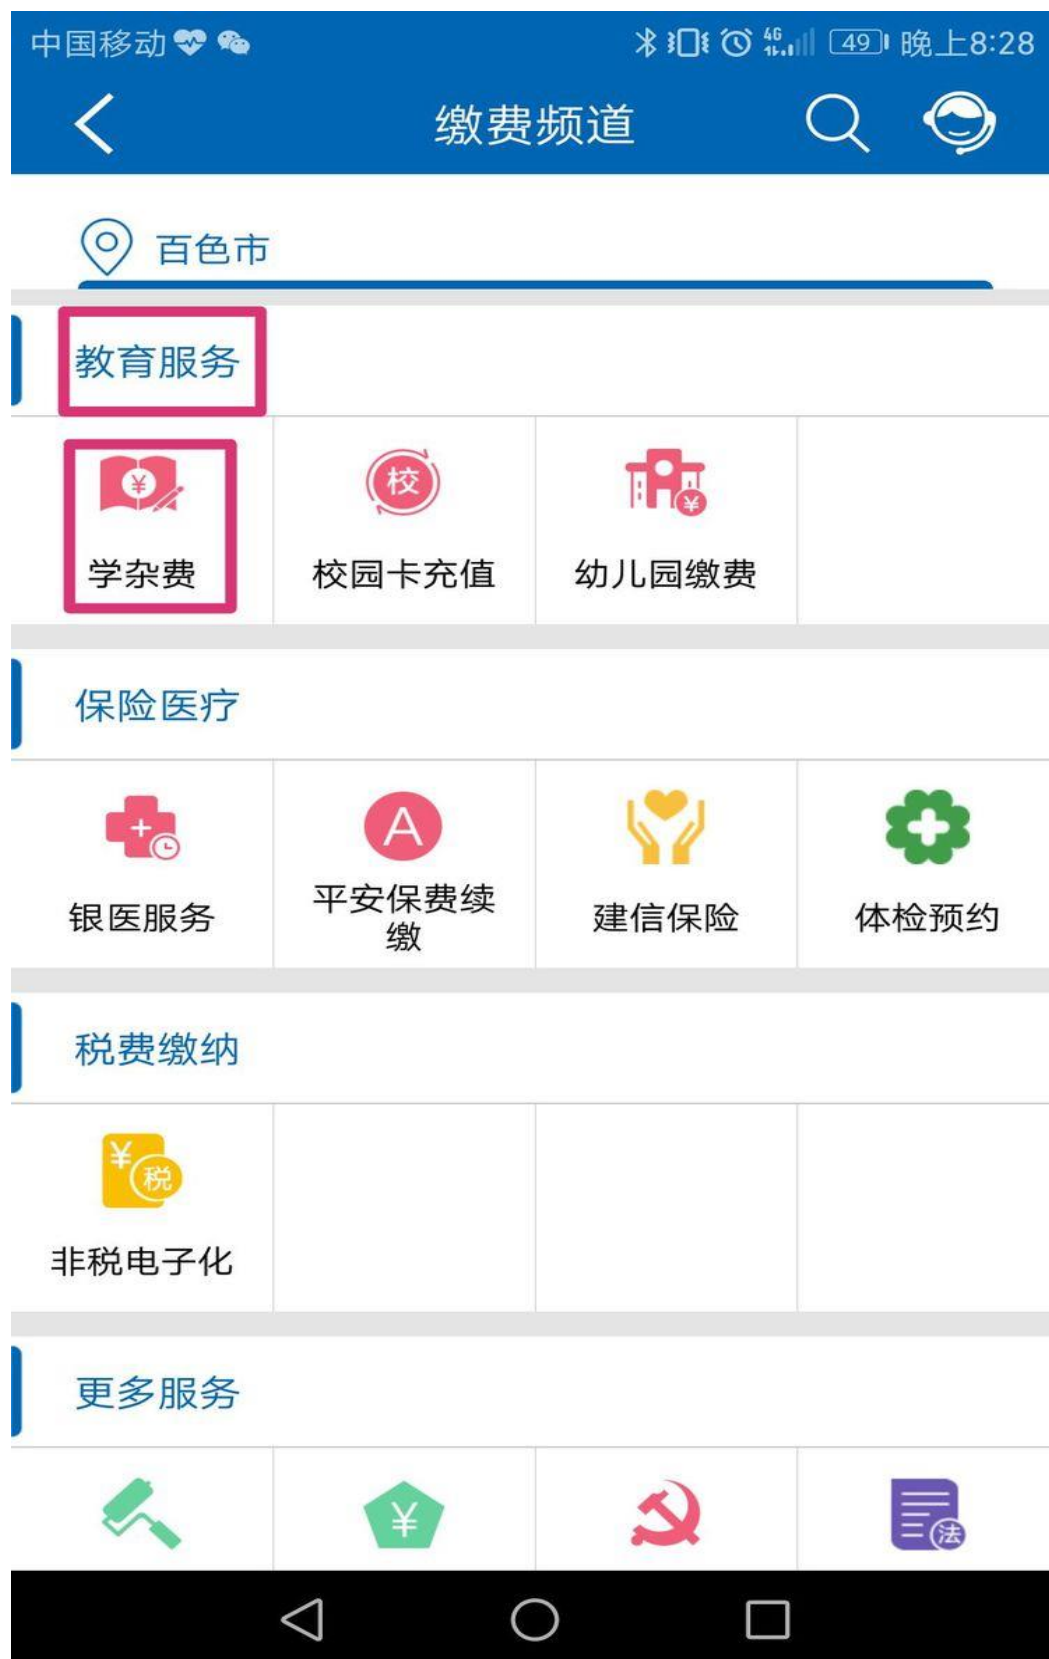 中国移动 4G 49 晚上8:28
缴费频道
百色市
教育服务
¥ 校 ¥
学杂费 校园卡充值 幼儿园缴费
保险医疗
A
银医服务 平安保费续缴 建信保险 体检预约
税费缴纳
¥税
非税电子化
更多服务
¥ 法